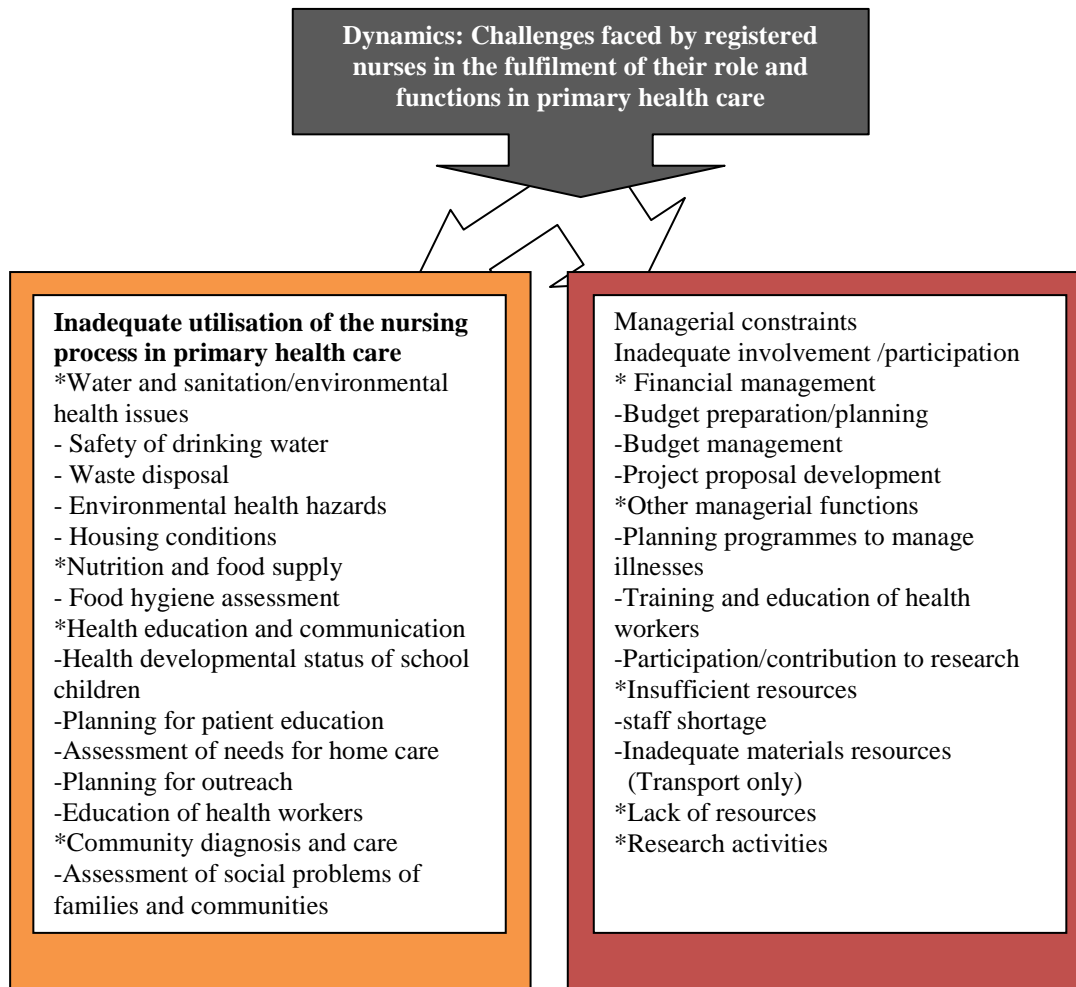 Dynamics: Challenges faced by registered
nurses in the fulfilment of their role and
functions in primary health care
Inadequate utilisation of the nursing
process in primary health care
*Water and sanitation/environmental
health issues
- Safety of drinking water
- Waste disposal
- Environmental health hazards
- Housing conditions
*Nutrition and food supply
- Food hygiene assessment
*Health education and communication
-Health developmental status of school
children
-Planning for patient education
-Assessment of needs for home care
-Planning for outreach
-Education of health workers
*Community diagnosis and care
-Assessment of social problems of
families and communities
Managerial constraints
Inadequate involvement /participation
* Financial management
-Budget preparation/planning
-Budget management
-Project proposal development
*Other managerial functions
-Planning programmes to manage
illnesses
-Training and education of health
workers
-Participation/contribution to research
*Insufficient resources
-staff shortage
-Inadequate materials resources
(Transport only)
*Lack of resources
*Research activities